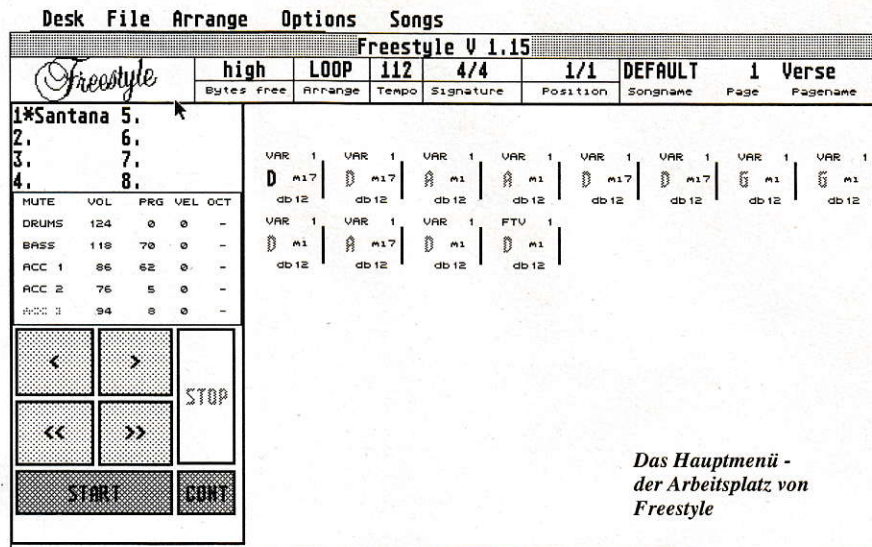 Desk File Arrange Options Songs
Freestyle V 1.15
Freestyle
high LOOP 112 4/4 1/1 DEFAULT 1 Verse
Bytes free Arrange Tempo Signature Position Songname Page Pagename
1*Santana 5.
2. 6.
3. 7.
4. 8.
MUTE VOL PRG VEL OCT
DRUMS 124 0 0 -
BASS 118 70 0 -
ACC 1 86 62 0 -
ACC 2 76 5 0 -
ACC 3 94 8 0 -
VAR 1 VAR 1 VAR 1 VAR 1 VAR 1 VAR 1 VAR 1 VAR 1
D m17 D m17 A m1 A m1 D m17 D m17 G m1 G m1
db12 db12 db12 db12 db12 db12 db12 db12
VAR 1 VAR 1 VAR 1 FTV 1
D m1 A m17 D m1 D m1
db12 db12 db12 db12
< >
STOP
<< >>
START CONT
Das Hauptmenü -
der Arbeitsplatz von
Freestyle